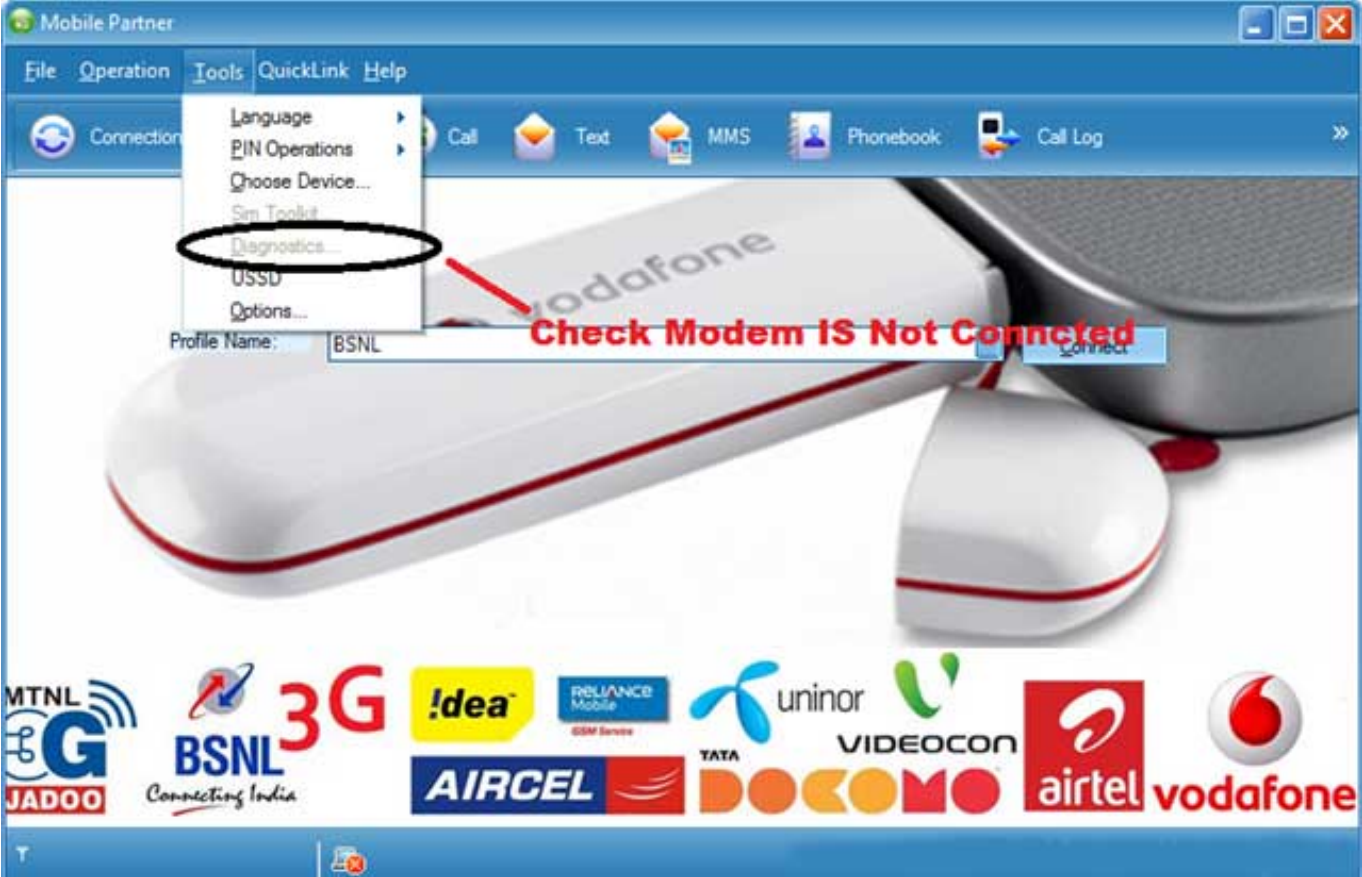 Mobile Partner
File Operation Tools QuickLink Help
Connection
Call
Text
MMS
Phonebook
Call Log
»
Language
PIN Operations
Choose Device...
Sim Toolkit
Diagnostics...
USSD
Options...
vodafone
Check Modem IS Not Conncted
Profile Name:
BSNL
Connect
MTNL
3G
JADOO
BSNL
Connecting India
3G
!dea
RELIANCE
Mobile
GSM Service
AIRCEL
uninor
TATA
DOCOMO
VIDEOCON
airtel
vodafone